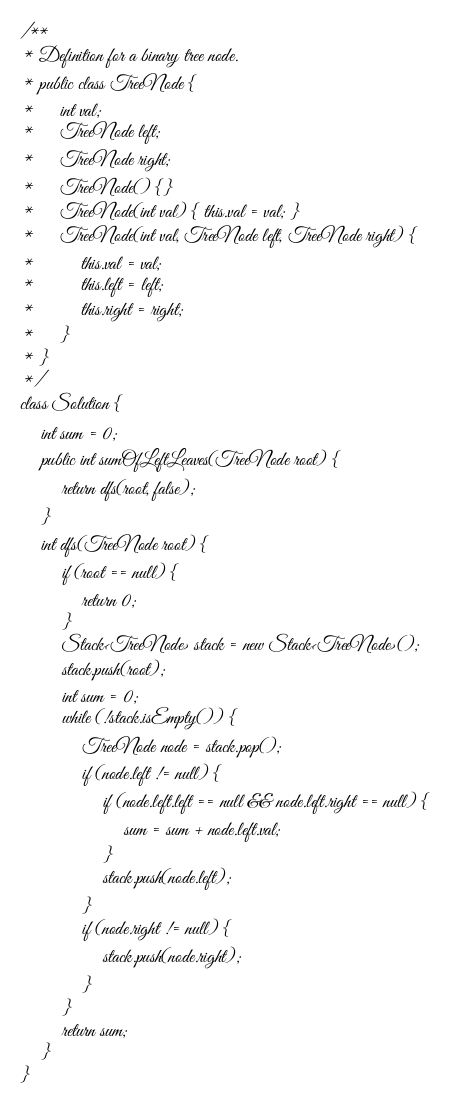 /**
 * Definition for a binary tree node.
 * public class TreeNode {
 *     int val;
 *     TreeNode left;
 *     TreeNode right;
 *     TreeNode() {}
 *     TreeNode(int val) { this.val = val; }
 *     TreeNode(int val, TreeNode left, TreeNode right) {
 *         this.val = val;
 *         this.left = left;
 *         this.right = right;
 *     }
 * }
 */
class Solution {
    int sum = 0;
    public int sumOfLeftLeaves(TreeNode root) {
        return dfs(root, false);
    }
    int dfs(TreeNode root) {
        if (root == null) {
            return 0;
        }
        Stack<TreeNode> stack = new Stack<TreeNode>();
        stack.push(root);
        int sum = 0;
        while (!stack.isEmpty()) {
            TreeNode node = stack.pop();
            if (node.left != null) {
                if (node.left.left == null && node.left.right == null) {
                    sum = sum + node.left.val;
                }
                stack.push(node.left);
            }
            if (node.right != null) {
                stack.push(node.right);
            }
        }
        return sum;
    }
}